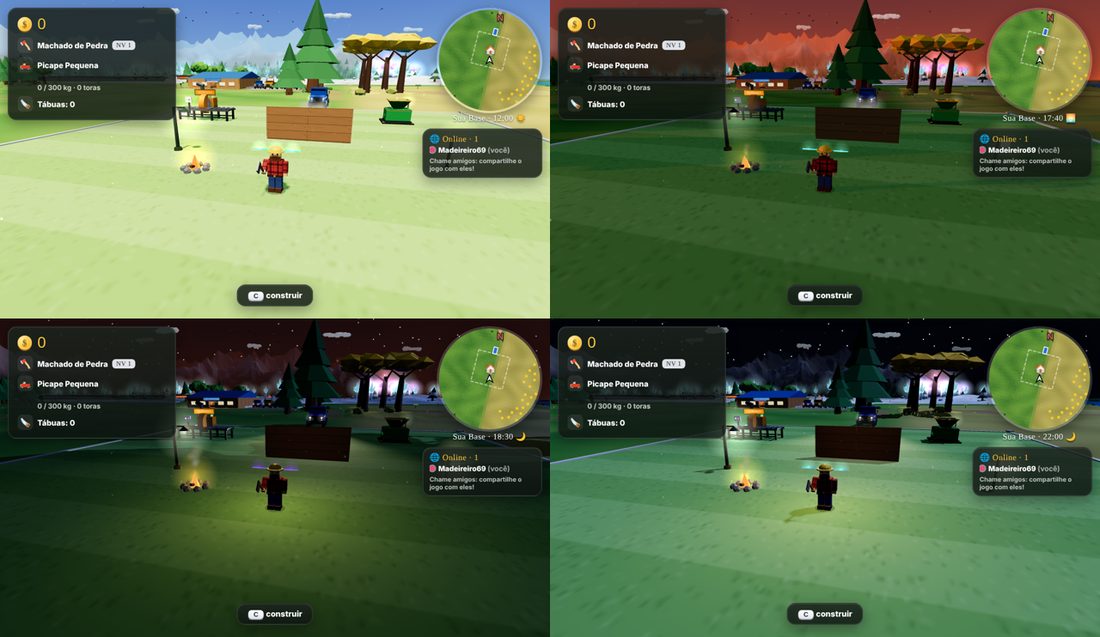 0
Machado de Pedra NV 1
Picape Pequena
0 / 300 kg · 0 toras
Tábuas: 0
N
Sua Base · 12:00
Online · 1
Madeireiro69 (você)
Chame amigos: compartilhe o
jogo com eles!
C construir
0
Machado de Pedra NV 1
Picape Pequena
0 / 300 kg · 0 toras
Tábuas: 0
N
Sua Base · 17:40
Online · 1
Madeireiro69 (você)
Chame amigos: compartilhe o
jogo com eles!
C construir
0
Machado de Pedra NV 1
Picape Pequena
0 / 300 kg · 0 toras
Tábuas: 0
N
Sua Base · 18:30
Online · 1
Madeireiro69 (você)
Chame amigos: compartilhe o
jogo com eles!
C construir
0
Machado de Pedra NV 1
Picape Pequena
0 / 300 kg · 0 toras
Tábuas: 0
N
Sua Base · 22:00
Online · 1
Madeireiro69 (você)
Chame amigos: compartilhe o
jogo com eles!
C construir